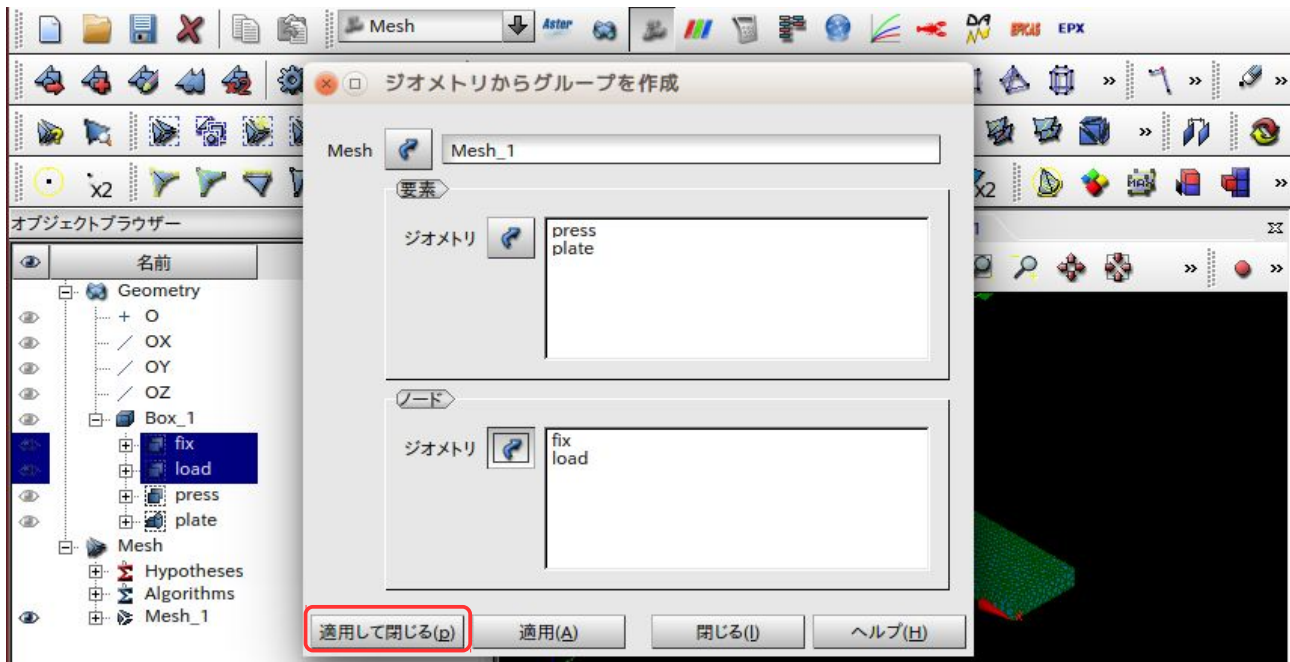 Mesh
Aster
EFICAS
EPX
ジオメトリからグループを作成
»
»
»
Mesh
Mesh_1
»
x2
x2
MAX
»
要素
オブジェクトブラウザー
ジオメトリ
press
plate
名前
»
»
Geometry
O
OX
OY
OZ
ノード
Box_1
ジオメトリ
fix
load
fix
load
press
plate
Mesh
Hypotheses
Algorithms
Mesh_1
適用して閉じる(p)
適用(A)
閉じる(l)
ヘルプ(H)